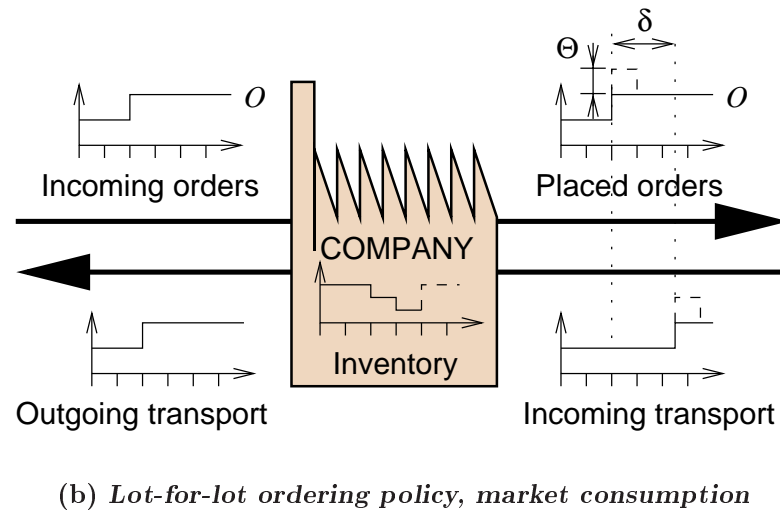 δ
Θ
O
O
Incoming orders
Placed orders
COMPANY
Inventory
Outgoing transport
Incoming transport
(b) Lot-for-lot ordering policy, market consumption